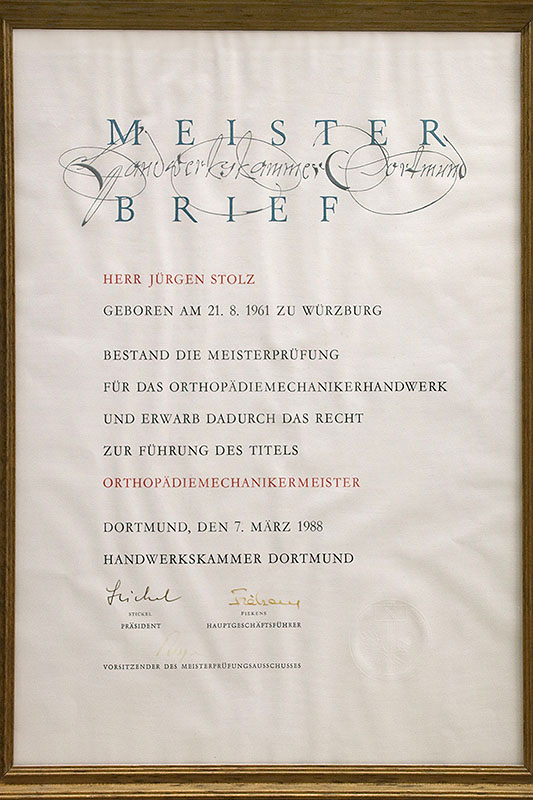 MEISTER
Handwerkskammer Dortmund
BRIEF
HERR JÜRGEN STOLZ
GEBOREN AM 21. 8. 1961 ZU WÜRZBURG
BESTAND DIE MEISTERPRÜFUNG
FÜR DAS ORTHOPÄDIEMECHANIKERHANDWERK
UND ERWARB DADURCH DAS RECHT
ZUR FÜHRUNG DES TITELS
ORTHOPÄDIEMECHANIKERMEISTER
DORTMUND, DEN 7. MÄRZ 1988
HANDWERKSKAMMER DORTMUND
Stickel
STICKEL
PRÄSIDENT
HAUPTGESCHÄFTSFÜHRER
VORSITZENDER DES MEISTERPRÜFUNGSAUSSCHUSSES